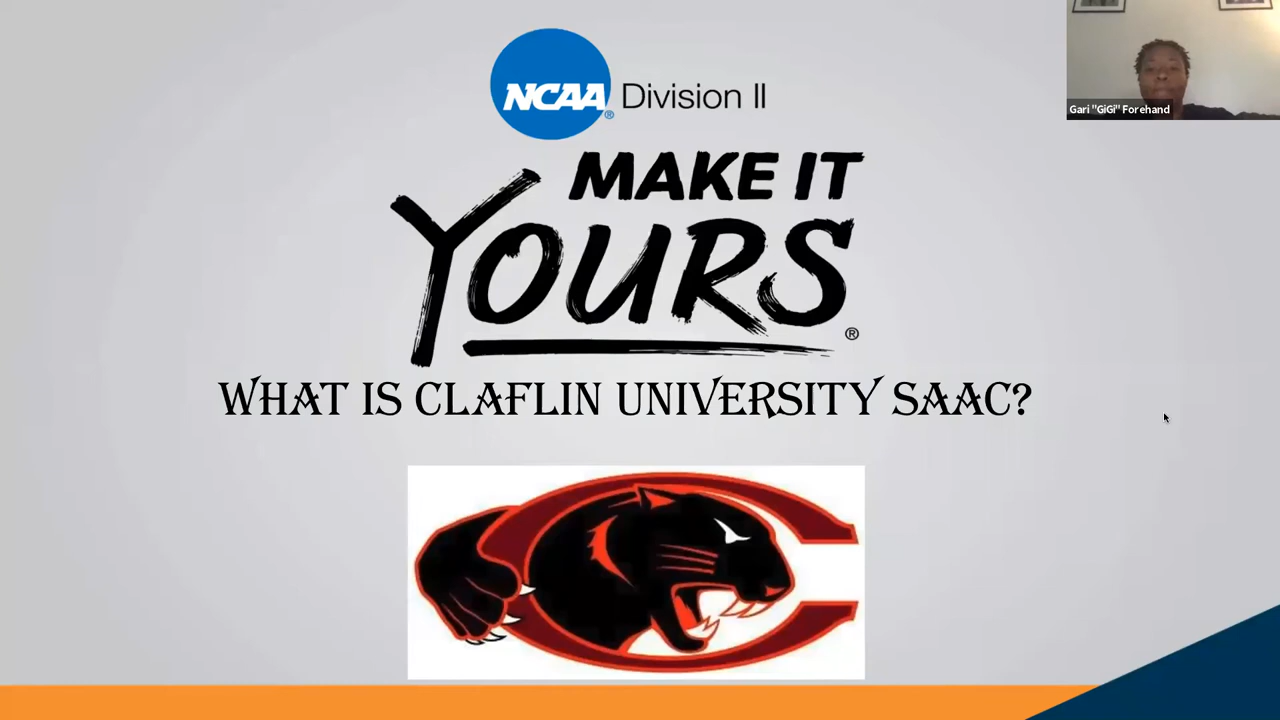 NCAA® Division II
MAKE IT
YOURS®
WHAT IS CLAFLIN UNIVERSITY SAAC?
Gari "GiGi" Forehand